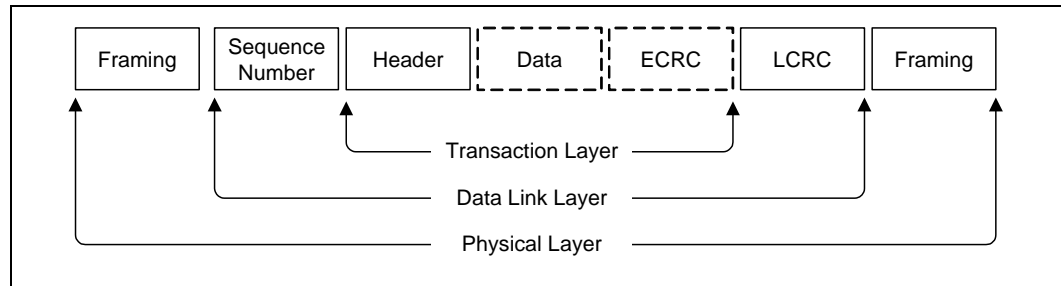 Framing
Sequence
Number
Header
Data
ECRC
LCRC
Framing
Transaction Layer
Data Link Layer
Physical Layer